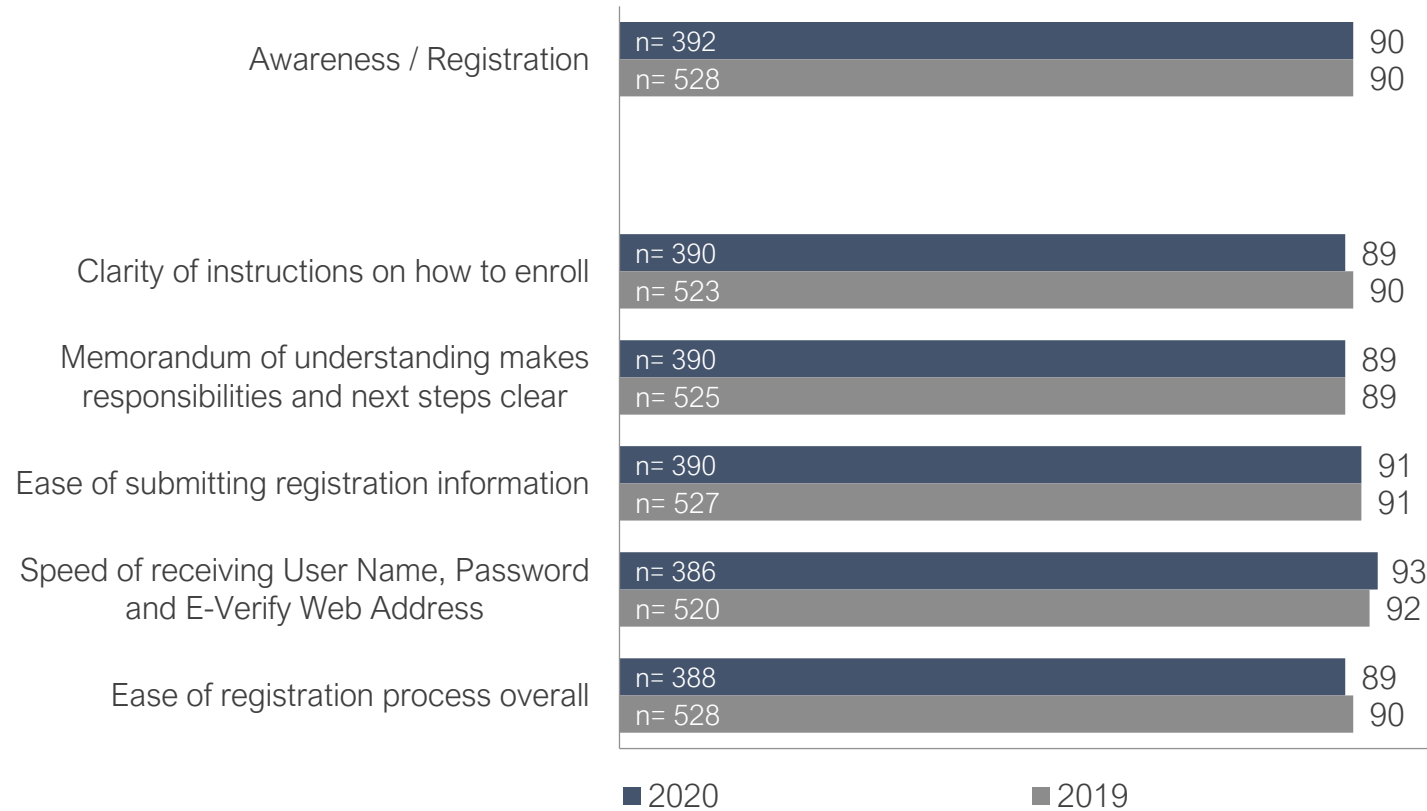 Awareness / Registration
n= 392
90
n= 528
90
Clarity of instructions on how to enroll
n= 390
89
n= 523
90
Memorandum of understanding makes
responsibilities and next steps clear
n= 390
89
n= 525
89
Ease of submitting registration information
n= 390
91
n= 527
91
Speed of receiving User Name, Password
and E-Verify Web Address
n= 386
93
n= 520
92
Ease of registration process overall
n= 388
89
n= 528
90
2020
2019